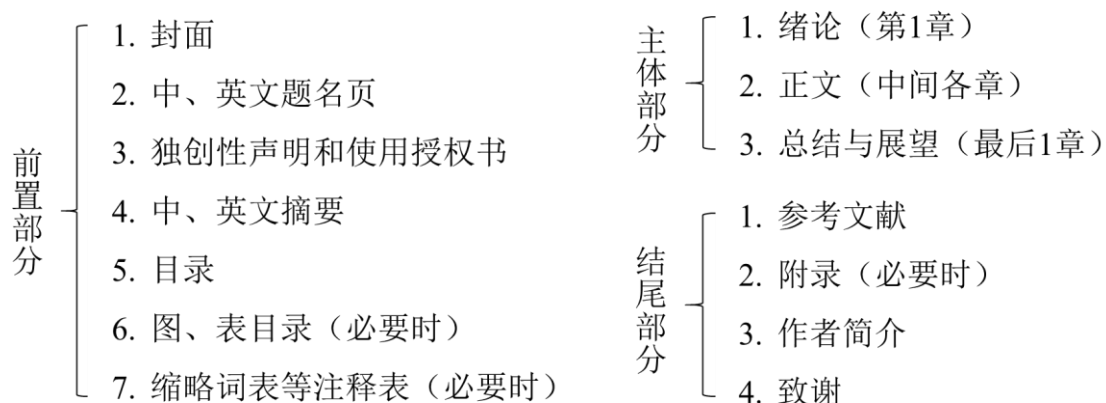 前置部分
1. 封面
2. 中、英文题名页
3. 独创性声明和使用授权书
4. 中、英文摘要
5. 目录
6. 图、表目录（必要时）
7. 缩略词表等注释表（必要时）
主体部分
1. 绪论（第1章）
2. 正文（中间各章）
3. 总结与展望（最后1章）
结尾部分
1. 参考文献
2. 附录（必要时）
3. 作者简介
4. 致谢